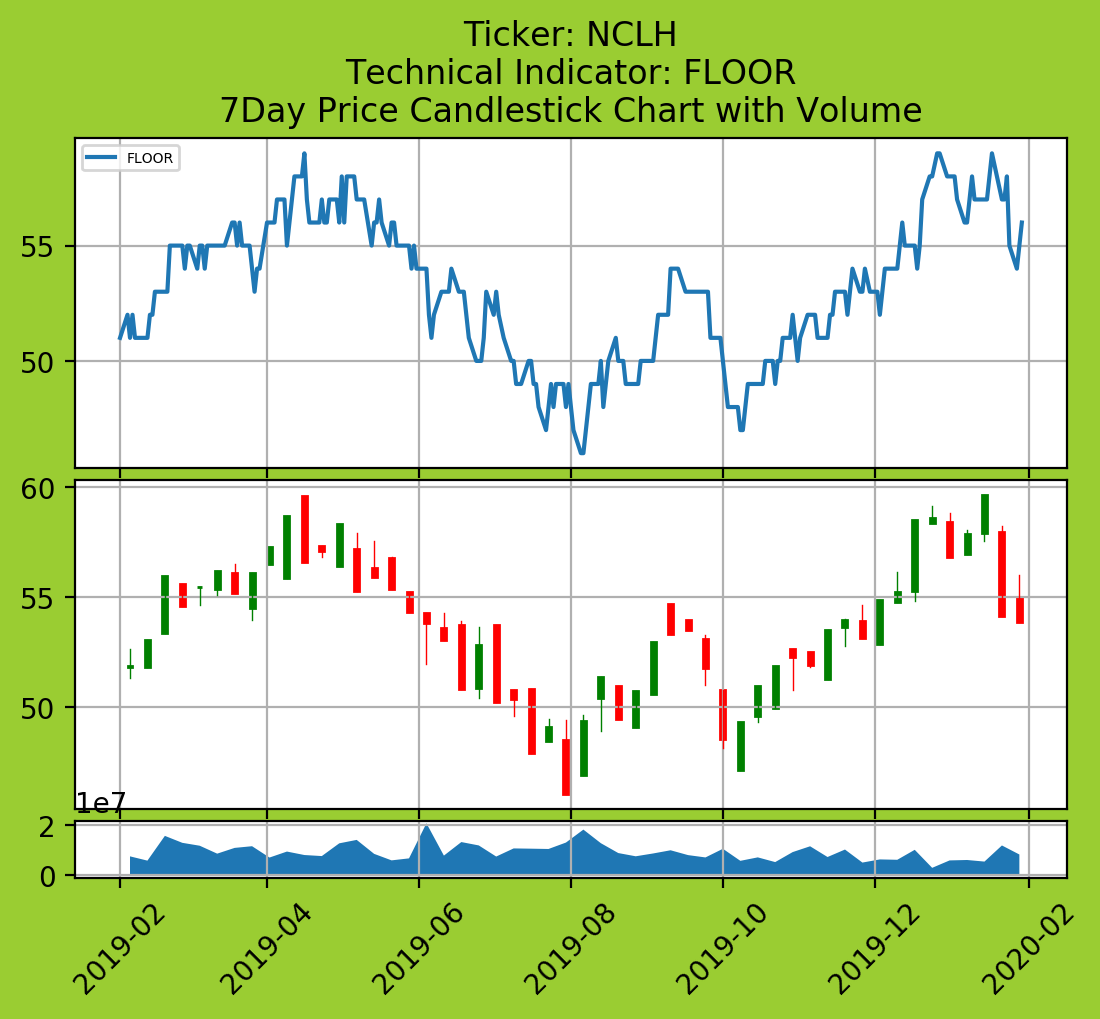 Ticker: NCLH
Technical Indicator: FLOOR
7Day Price Candlestick Chart with Volume
FLOOR
55
50
60
55
50
1e7
2
0
2019-02
2019-04
2019-06
2019-08
2019-10
2019-12
2020-02